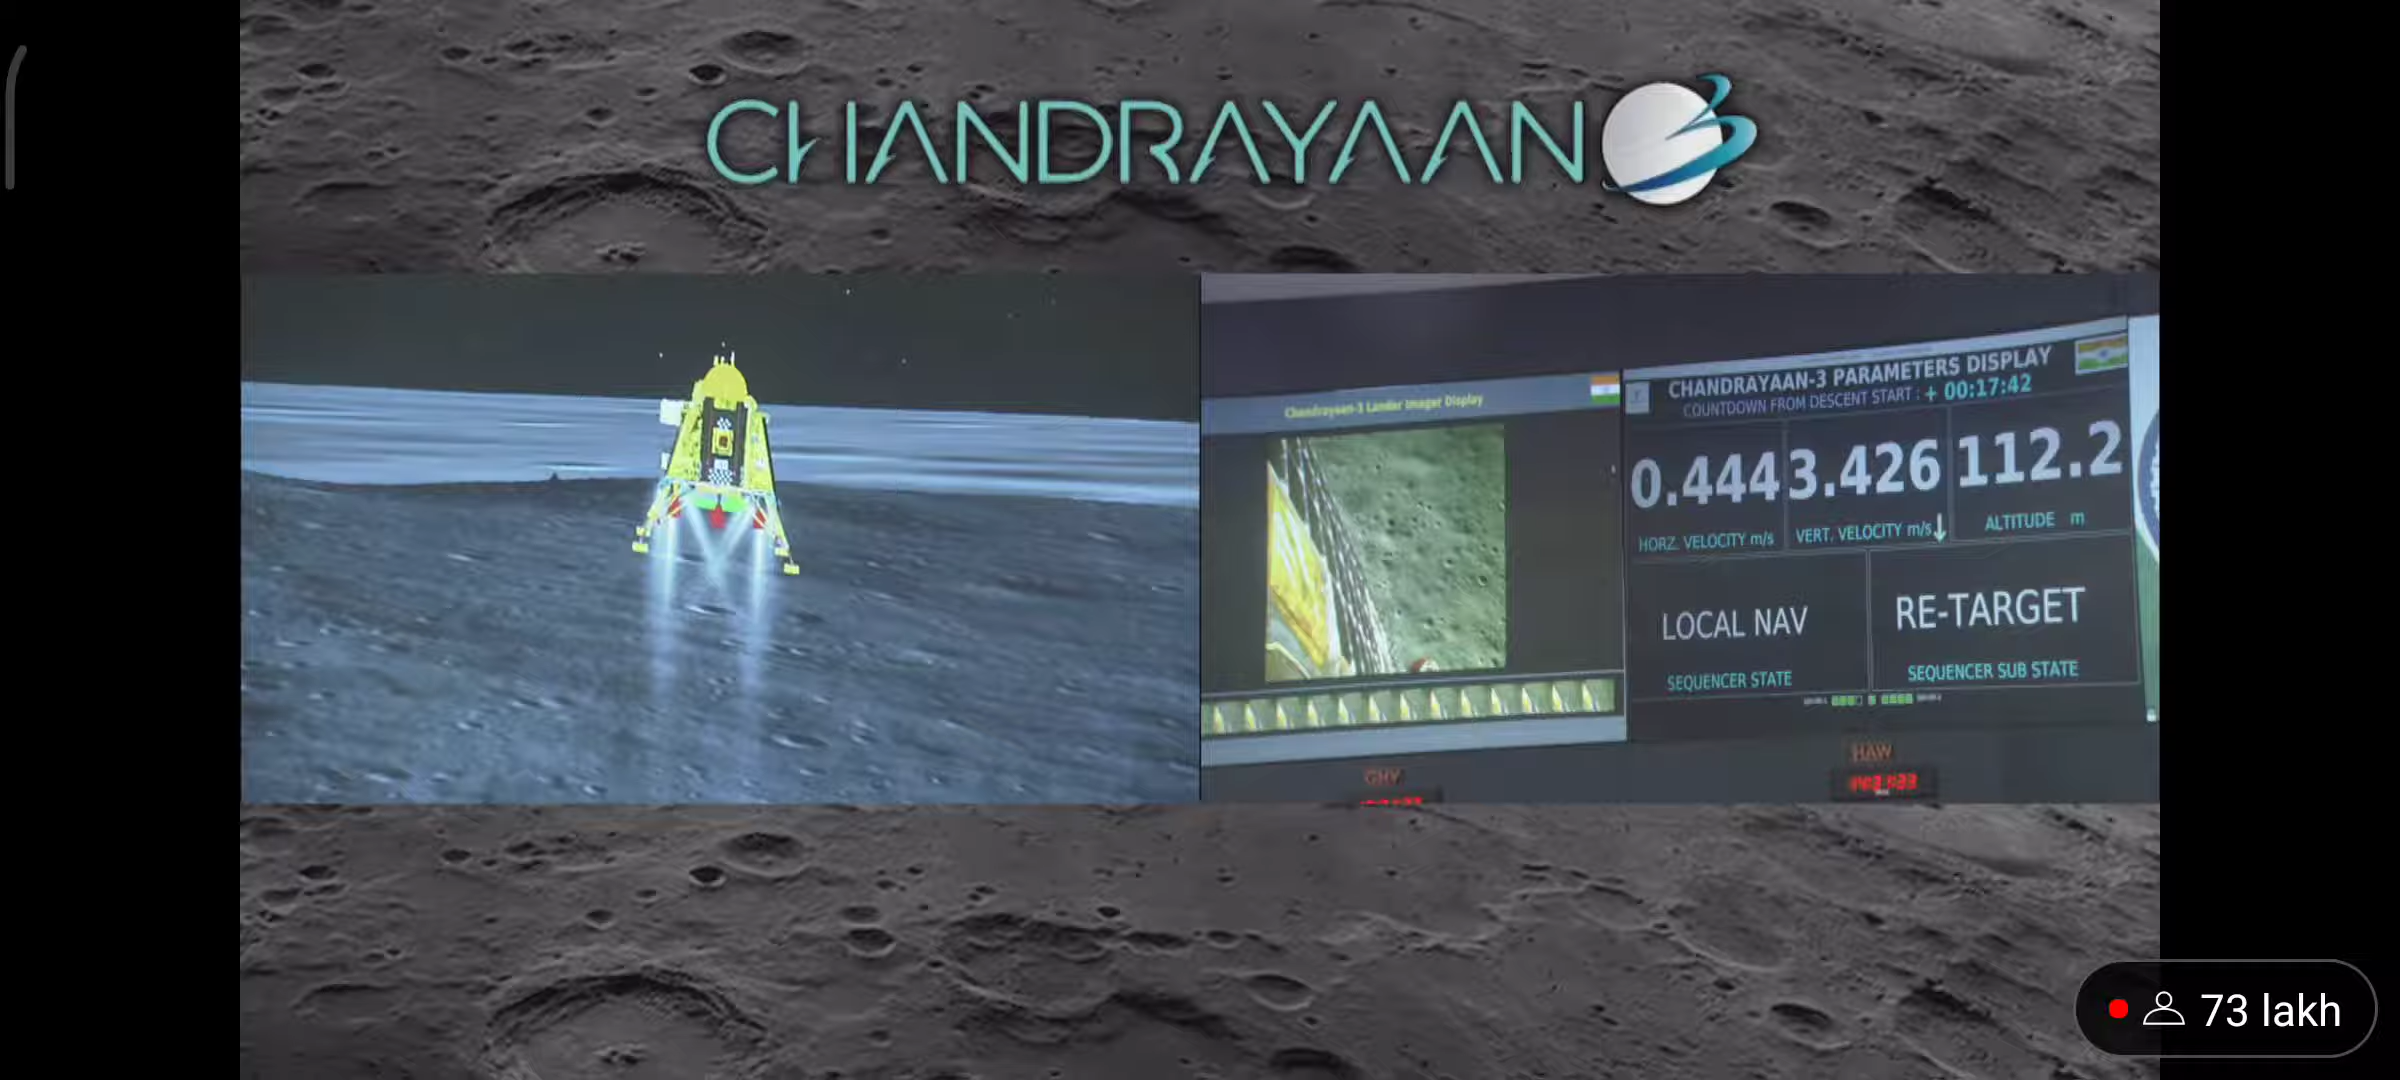 CHANDRAYAAN 3
Chandrayaan-3 Lander Imager Display
CHANDRAYAAN-3 PARAMETERS DISPLAY
COUNTDOWN FROM DESCENT START : + 00:17:42
0.444 3.426 112.2
HORZ. VELOCITY m/s VERT. VELOCITY m/s ALTITUDE m
LOCAL NAV RE-TARGET
SEQUENCER STATE SEQUENCER SUB STATE
GHY HAW
73 lakh